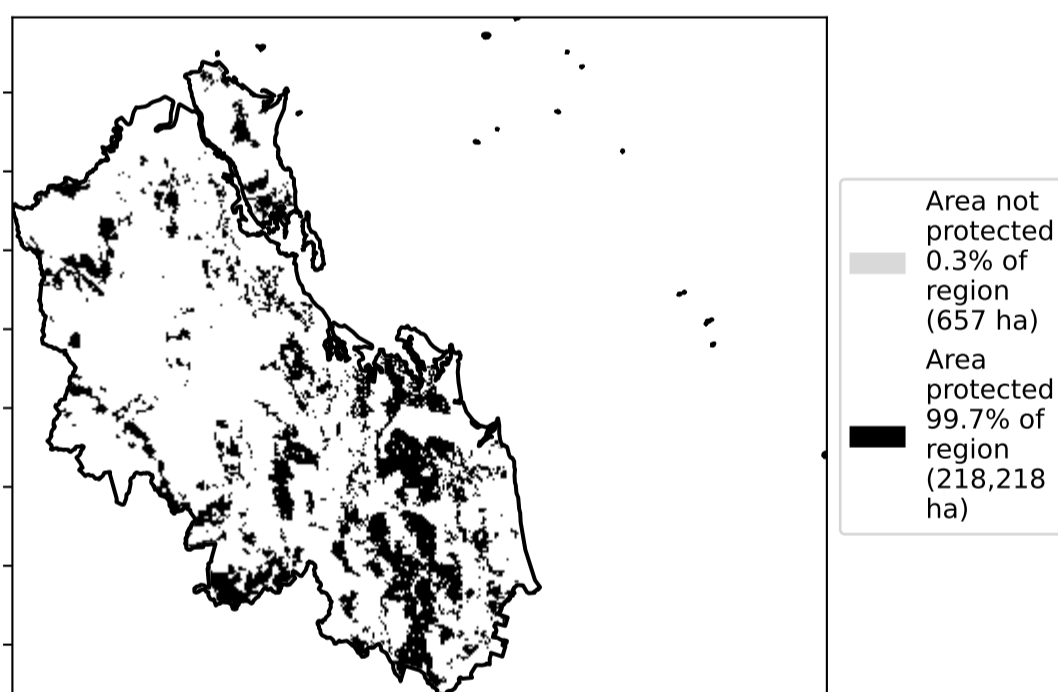 Area not
protected
0.3% of
region
(657 ha)
Area
protected
99.7% of
region
(218,218
ha)